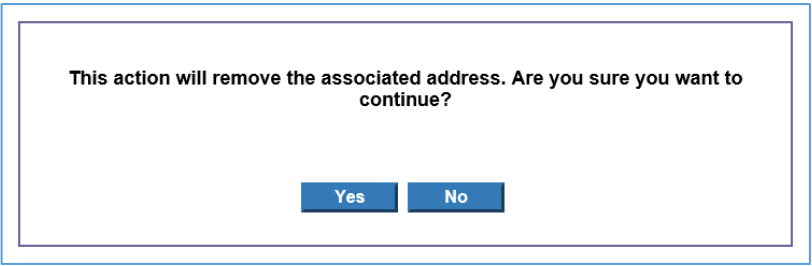 This action will remove the associated address. Are you sure you want to
continue?
Yes No